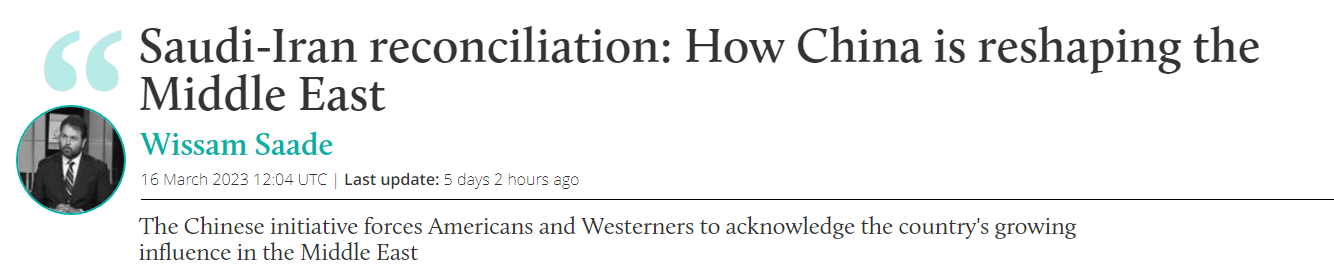 Saudi-Iran reconciliation: How China is reshaping the
Middle East
Wissam Saade
16 March 2023 12:04 UTC | Last update: 5 days 2 hours ago
The Chinese initiative forces Americans and Westerners to acknowledge the country's growing
influence in the Middle East